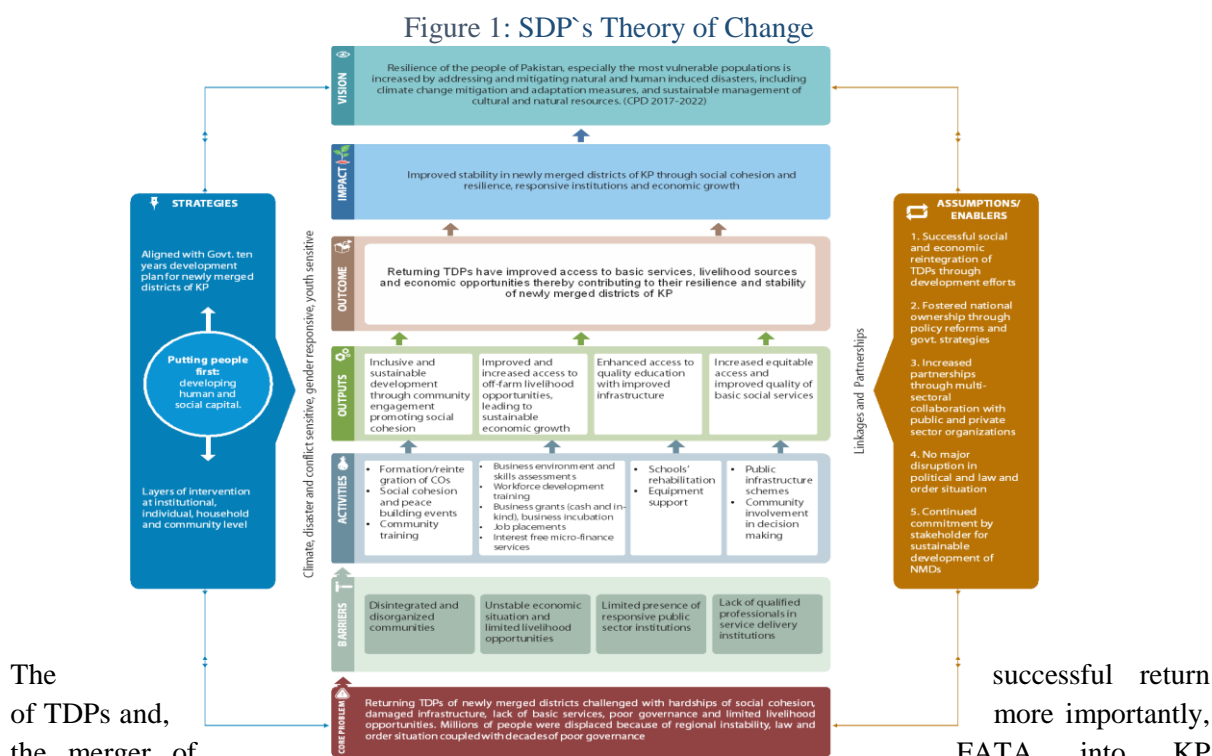 Figure 1: SDP`s Theory of Change
VISION
Resilience of the people of Pakistan, especially the most vulnerable populations is
increased by addressing and mitigating natural and human induced disasters, including
climate change mitigation and adaptation measures, and sustainable management of
cultural and natural resources. (CPD 2017-2022)
IMPACT
Improved stability in newly merged districts of KP through social cohesion and
resilience, responsive institutions and economic growth
STRATEGIES
Aligned with Govt. ten
years development
plan for newly merged
districts of KP
Putting people
first:
developing
human and
social capital.
Layers of intervention
at institutional,
individual, household
and community level
Climate, disaster and conflict sensitive, gender responsive, youth sensitive
OUTCOME
Returning TDPs have improved access to basic services, livelihood sources
and economic opportunities thereby contributing to their resilience and stability
of newly merged districts of KP
OUTPUTS
Inclusive and
sustainable
development
through community
engagement
promoting social
cohesion
Improved and
increased access to
off-farm livelihood
opportunities,
leading to
sustainable
economic growth
Enhanced access to
quality education
with improved
infrastructure
Increased equitable
access and
improved quality of
basic social services
ACTIVITIES
• Formation/reinte
gration of COs
• Social cohesion
and peace
building events
• Community
training
• Business environment and
skills assessments
• Workforce development
training
• Business grants (cash and in-
kind), business incubation
• Job placements
• Interest free micro-finance
services
• Schools’
rehabilitation
• Equipment
support
• Public
infrastructure
schemes
• Community
involvement in
decision
making
BARRIERS
Disintegrated and
disorganized
communities
Unstable economic
situation and
limited livelihood
opportunities
Limited presence of
responsive public
sector institutions
Lack of qualified
professionals in
service delivery
institutions
CORE PROBLEM
Returning TDPs of newly merged districts challenged with hardships of social cohesion,
damaged infrastructure, lack of basic services, poor governance and limited livelihood
opportunities. Millions of people were displaced because of regional instability, law and
order situation coupled with decades of poor governance
Linkages and Partnerships
ASSUMPTIONS/
ENABLERS
1. Successful social
and economic
reintegration of
TDPs through
development efforts
2. Fostered national
ownership through
policy reforms and
govt. strategies
3. Increased
partnerships
through multi-
sectoral
collaboration with
public and private
sector organizations
4. No major
disruption in
political and law and
order situation
5. Continued
commitment by
stakeholder for
sustainable
development of
NMDs
The successful return
of TDPs and, more importantly,
the merger of FATA into KP